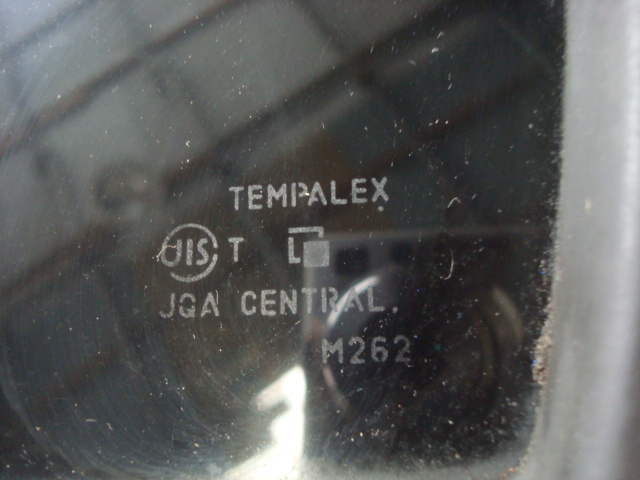 TEMPALEX
JIS T L
JQA CENTRAL.
M262